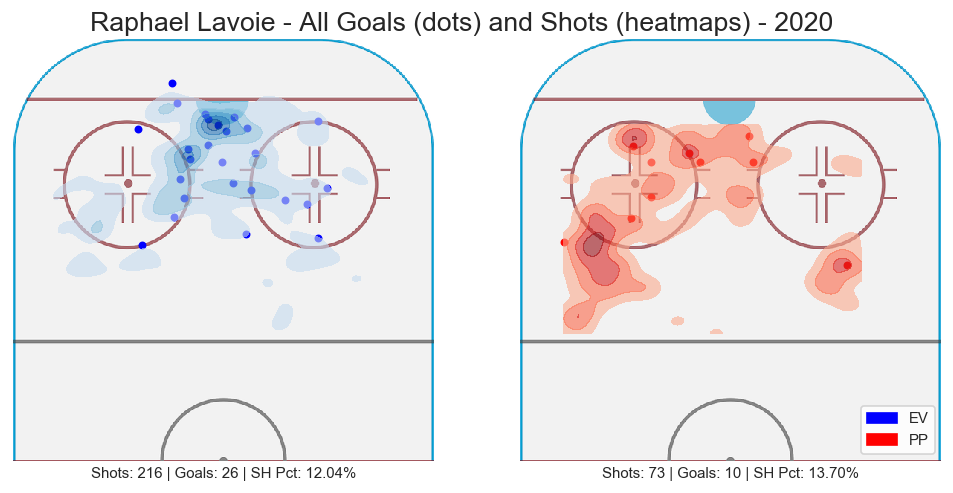 Raphael Lavoie - All Goals (dots) and Shots (heatmaps) - 2020
EV
PP
Shots: 216 | Goals: 26 | SH Pct: 12.04%
Shots: 73 | Goals: 10 | SH Pct: 13.70%